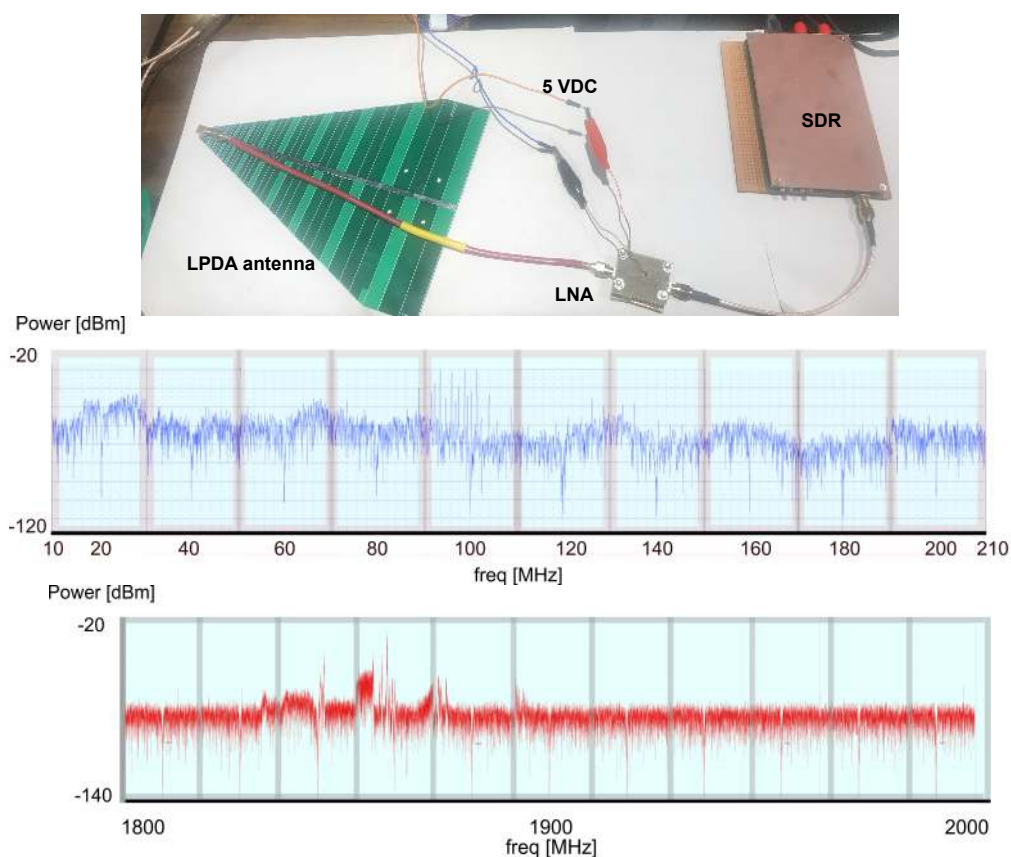 5 VDC
SDR
LPDA antenna
LNA
Power [dBm]
-20
-120
10 20 40 60 80 100 120 140 160 180 200 210
freq [MHz]
Power [dBm]
-20
-140
1800 1900 2000
freq [MHz]